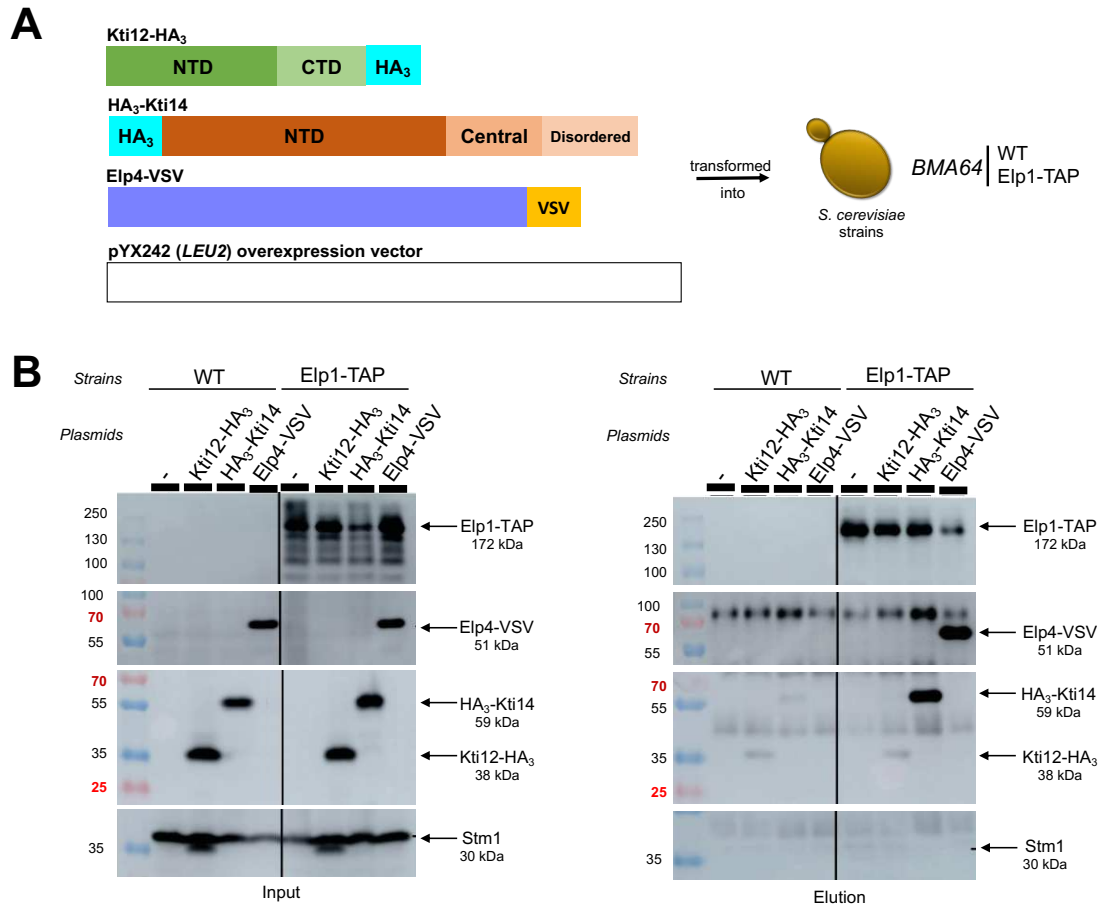 A
Kti12-HA₃
NTD CTD HA₃
HA₃-Kti14
HA₃ NTD Central Disordered
Elp4-VSV
VSV
pYX242 (LEU2) overexpression vector
transformed
into
S. cerevisiae
strains
BMA64 WT
Elp1-TAP
B
Strains WT Elp1-TAP
Plasmids - Kti12-HA₃ HA₃-Kti14 Elp4-VSV - Kti12-HA₃ HA₃-Kti14 Elp4-VSV
250
130
100
Elp1-TAP
172 kDa
100
70
55
Elp4-VSV
51 kDa
70
55
35
25
HA₃-Kti14
59 kDa
Kti12-HA₃
38 kDa
35
Stm1
30 kDa
Input
Strains WT Elp1-TAP
Plasmids - Kti12-HA₃ HA₃-Kti14 Elp4-VSV - Kti12-HA₃ HA₃-Kti14 Elp4-VSV
250
130
100
Elp1-TAP
172 kDa
100
70
55
Elp4-VSV
51 kDa
70
55
35
25
HA₃-Kti14
59 kDa
Kti12-HA₃
38 kDa
35
Stm1
30 kDa
Elution